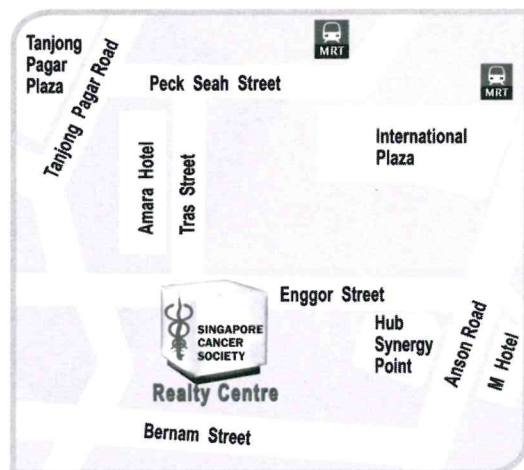 Tanjong
Pagar
Plaza
Tanjong Pagar Road
MRT
Peck Seah Street
MRT
International
Plaza
Amara Hotel
Tras Street
Enggor Street
SINGAPORE
CANCER
SOCIETY
Hub
Synergy
Point
Anson Road
M Hotel
Realty Centre
Bernam Street